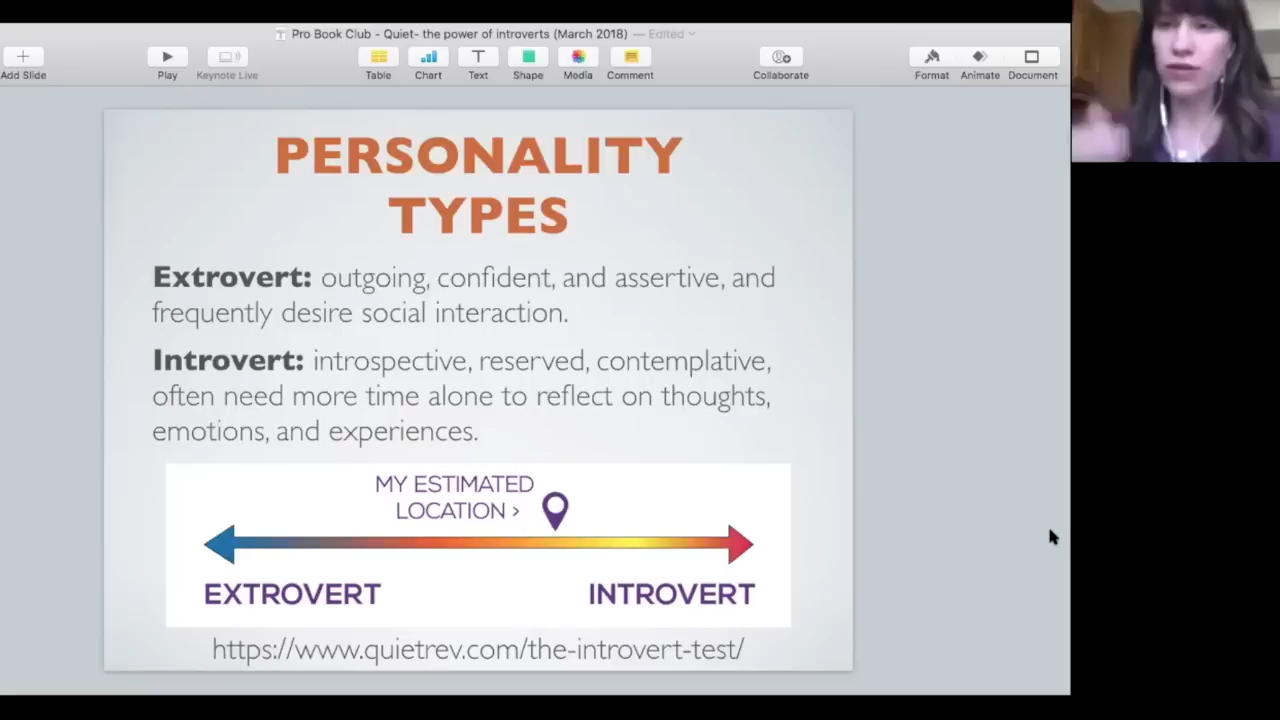 Pro Book Club - Quiet- the power of introverts (March 2018) — Edited
Add Slide
Play
Keynote Live
Table
Chart
Text
Shape
Media
Comment
Collaborate
Format
Animate
Document
PERSONALITY
TYPES
Extrovert: outgoing, confident, and assertive, and
frequently desire social interaction.
Introvert: introspective, reserved, contemplative,
often need more time alone to reflect on thoughts,
emotions, and experiences.
MY ESTIMATED
LOCATION >
EXTROVERT
INTROVERT
https://www.quietrev.com/the-introvert-test/